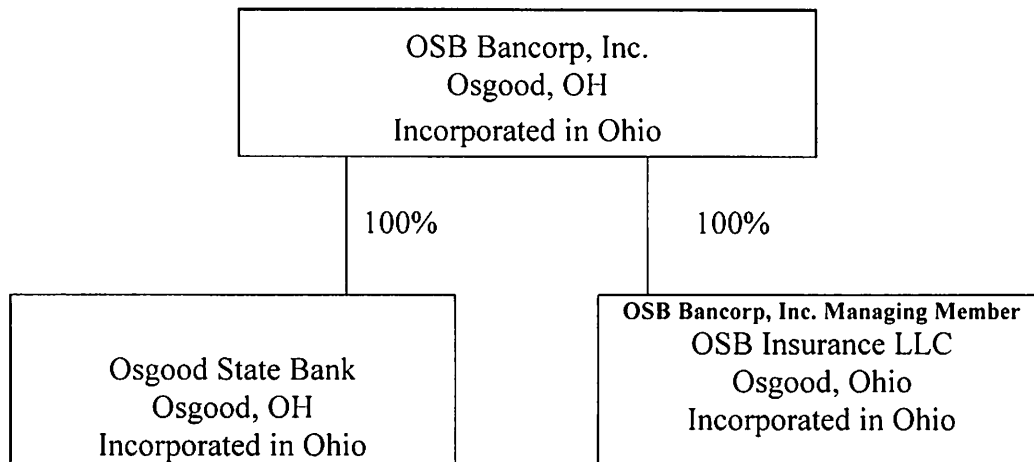 OSB Bancorp, Inc.
Osgood, OH
Incorporated in Ohio
100%
100%
Osgood State Bank
Osgood, OH
Incorporated in Ohio
OSB Bancorp, Inc. Managing Member
OSB Insurance LLC
Osgood, Ohio
Incorporated in Ohio